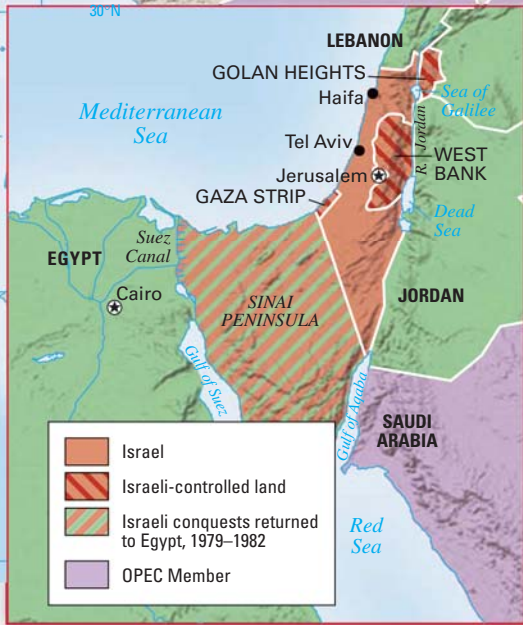 30°N
LEBANON
GOLAN HEIGHTS
Haifa
Sea of
Galilee
Mediterranean
Sea
R. Jordan
Tel Aviv
WEST
BANK
Jerusalem
GAZA STRIP
Dead
Sea
Suez
Canal
EGYPT
Cairo
SINAI
PENINSULA
JORDAN
Gulf of Suez
Gulf of Aqaba
SAUDI
ARABIA
Red
Sea
Israel
Israeli-controlled land
Israeli conquests returned
to Egypt, 1979–1982
OPEC Member